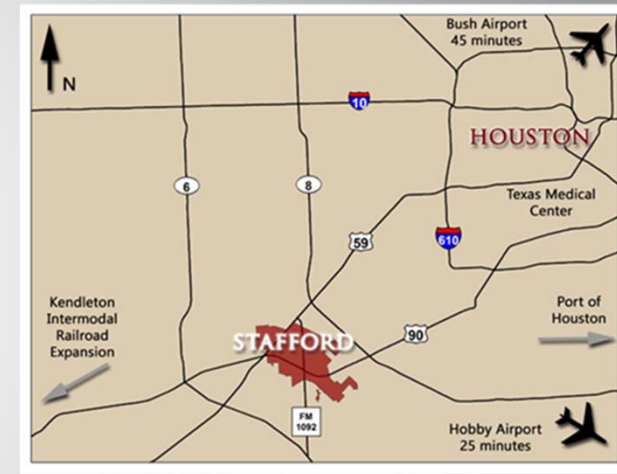 Bush Airport
45 minutes
N
10
HOUSTON
6
8
Texas Medical
Center
59
610
Kendleton
Intermodal
Railroad
Expansion
Port of
Houston
STAFFORD
90
FM
1092
Hobby Airport
25 minutes